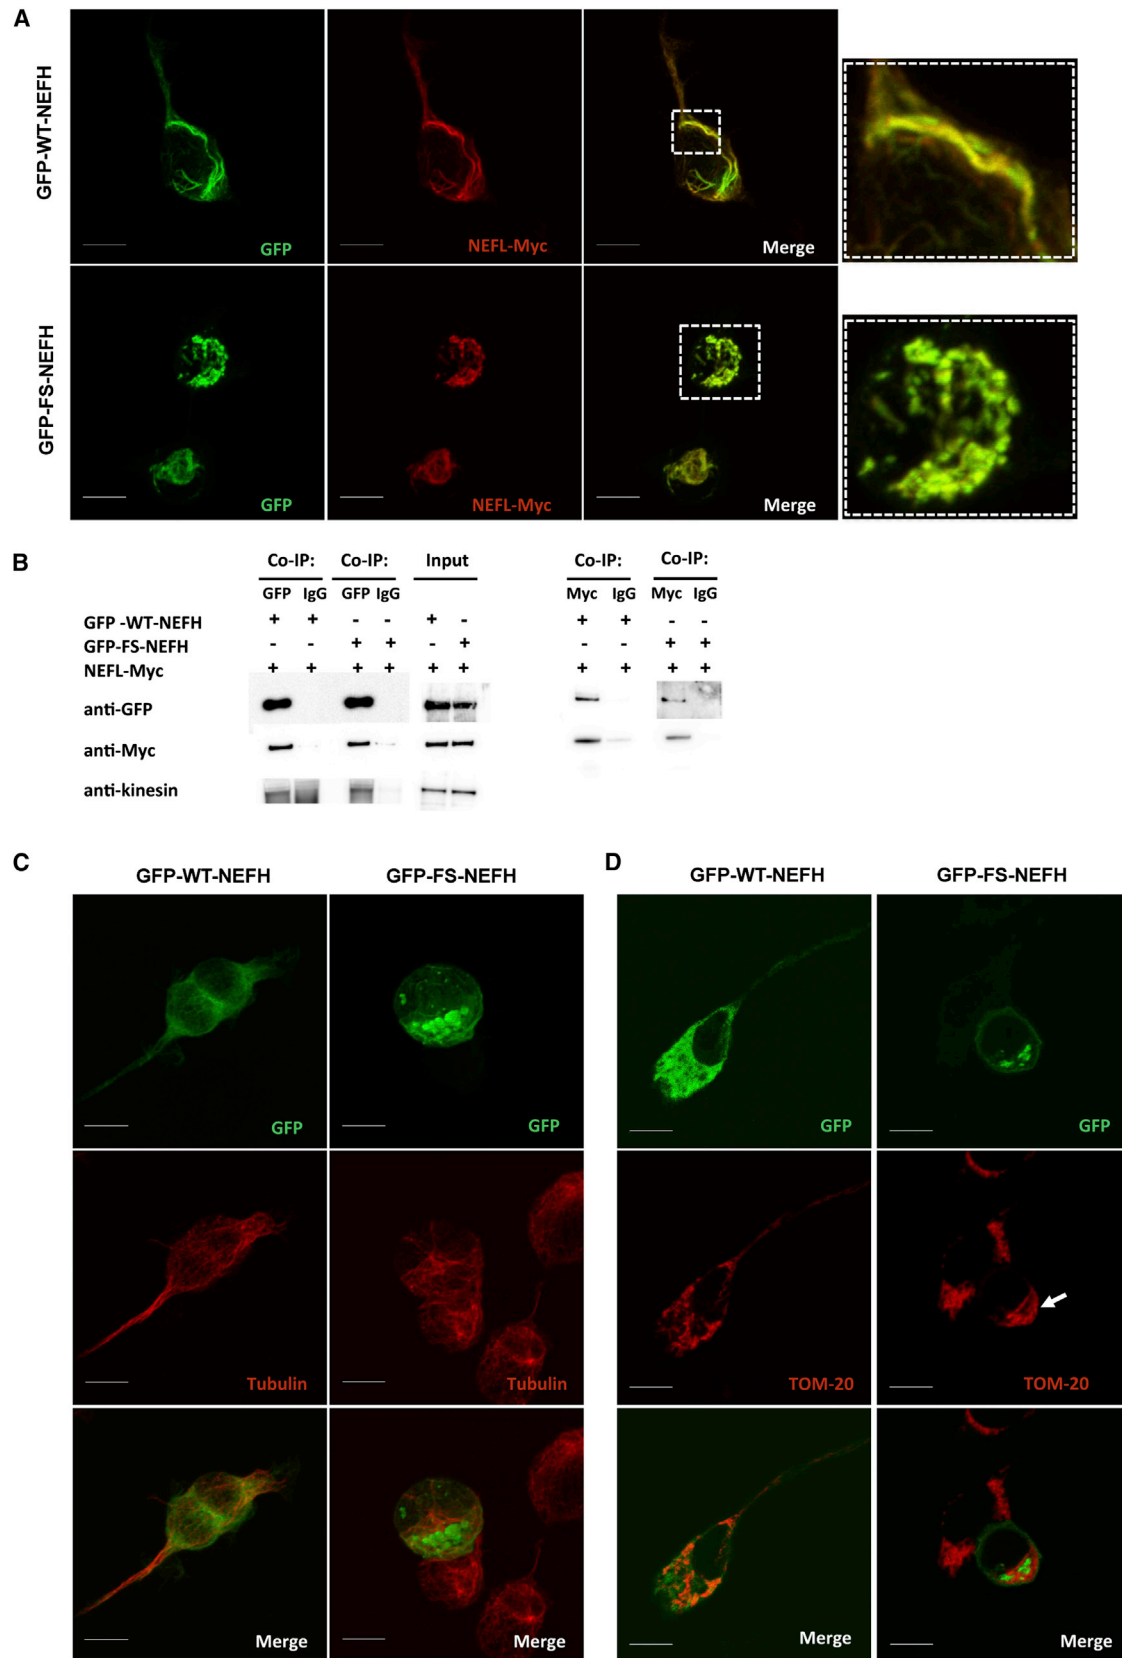 A
GFP-WT-NEFH
GFP NEFL-Myc Merge
GFP-FS-NEFH
GFP NEFL-Myc Merge
B
Co-IP: Co-IP: Input Co-IP: Co-IP:
GFP IgG GFP IgG Myc IgG Myc IgG
GFP -WT-NEFH + + - - + - + + - -
GFP-FS-NEFH - - + + - + - - + +
NEFL-Myc + + + + + + + + + +
anti-GFP
anti-Myc
anti-kinesin
C
GFP-WT-NEFH GFP-FS-NEFH
GFP GFP
Tubulin Tubulin
Merge Merge
D
GFP-WT-NEFH GFP-FS-NEFH
GFP GFP
TOM-20 TOM-20
Merge Merge